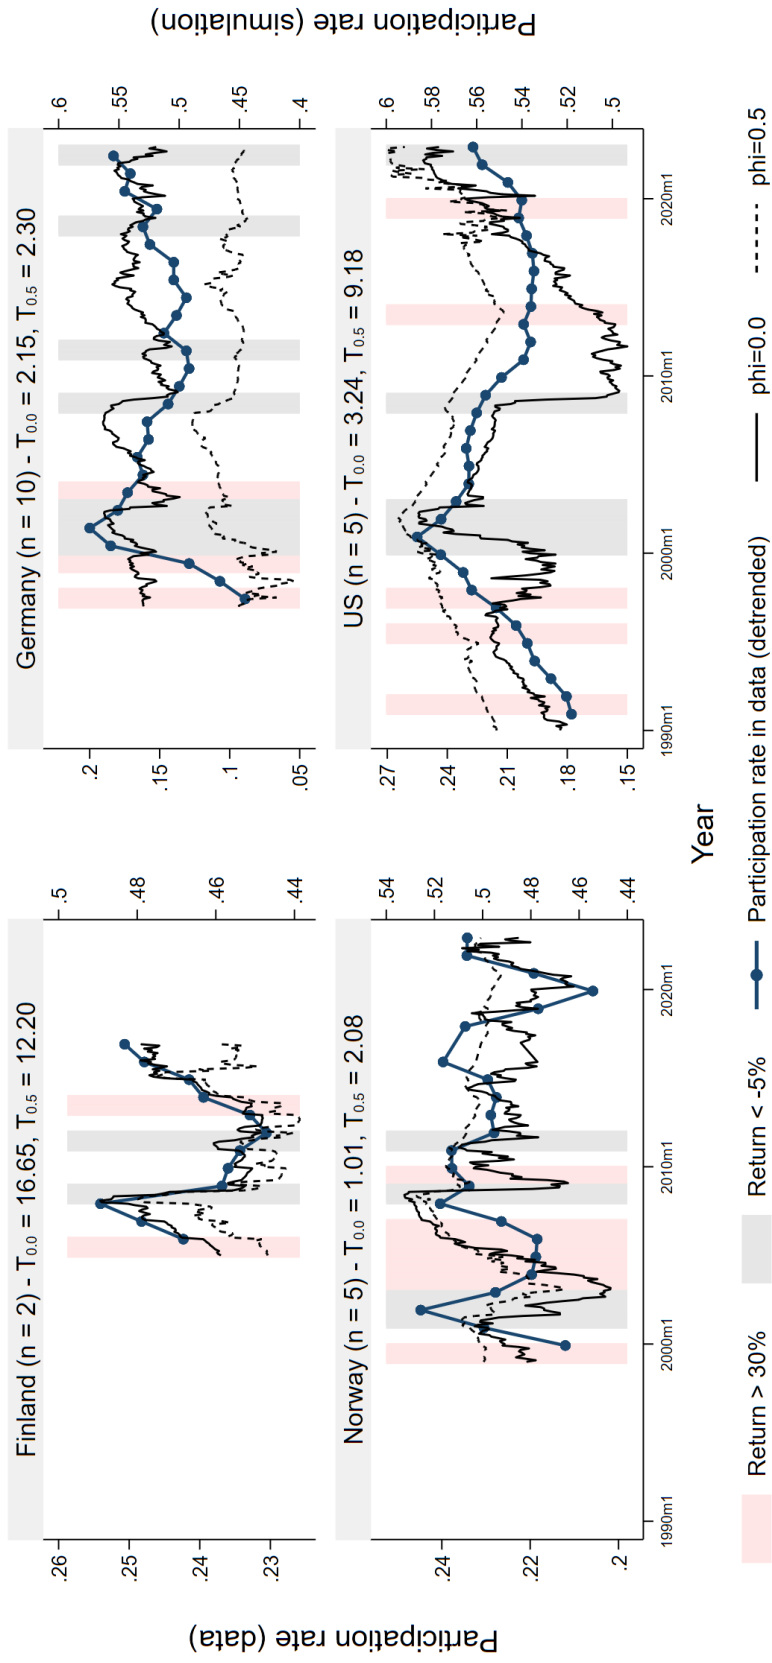 Finland (n = 2) - T0.0 = 16.65, T0.5 = 12.20
Germany (n = 10) - T0.0 = 2.15, T0.5 = 2.30
.26
.25
.24
.23
.5
.48
.46
.44
.2
.15
.1
.05
.6
.55
.5
.45
.4
Norway (n = 5) - T0.0 = 1.01, T0.5 = 2.08
US (n = 5) - T0.0 = 3.24, T0.5 = 9.18
.24
.22
.2
.54
.52
.5
.48
.46
.44
.27
.24
.21
.18
.15
.6
.58
.56
.54
.52
.5
1990m1
2000m1
2010m1
2020m1
1990m1
2000m1
2010m1
2020m1
Participation rate (data)
Participation rate (simulation)
Year
Return > 30%
Return < -5%
Participation rate in data (detrended)
phi=0.0
phi=0.5